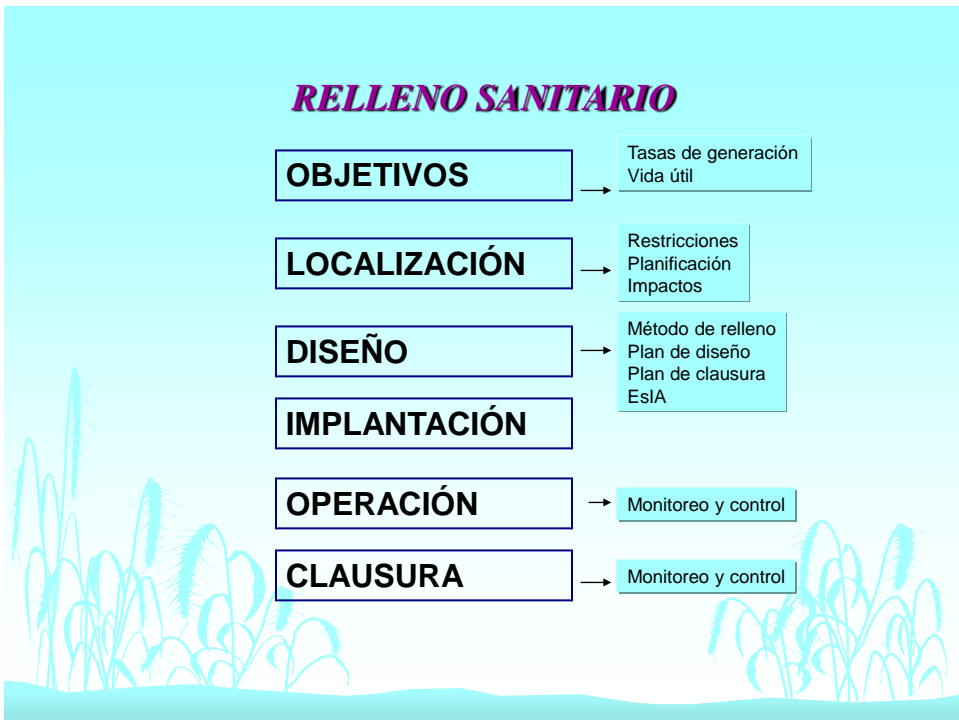 RELLENO SANITARIO
OBJETIVOS
Tasas de generación
Vida útil
LOCALIZACIÓN
Restricciones
Planificación
Impactos
DISEÑO
Método de relleno
Plan de diseño
Plan de clausura
EsIA
IMPLANTACIÓN
OPERACIÓN
Monitoreo y control
CLAUSURA
Monitoreo y control